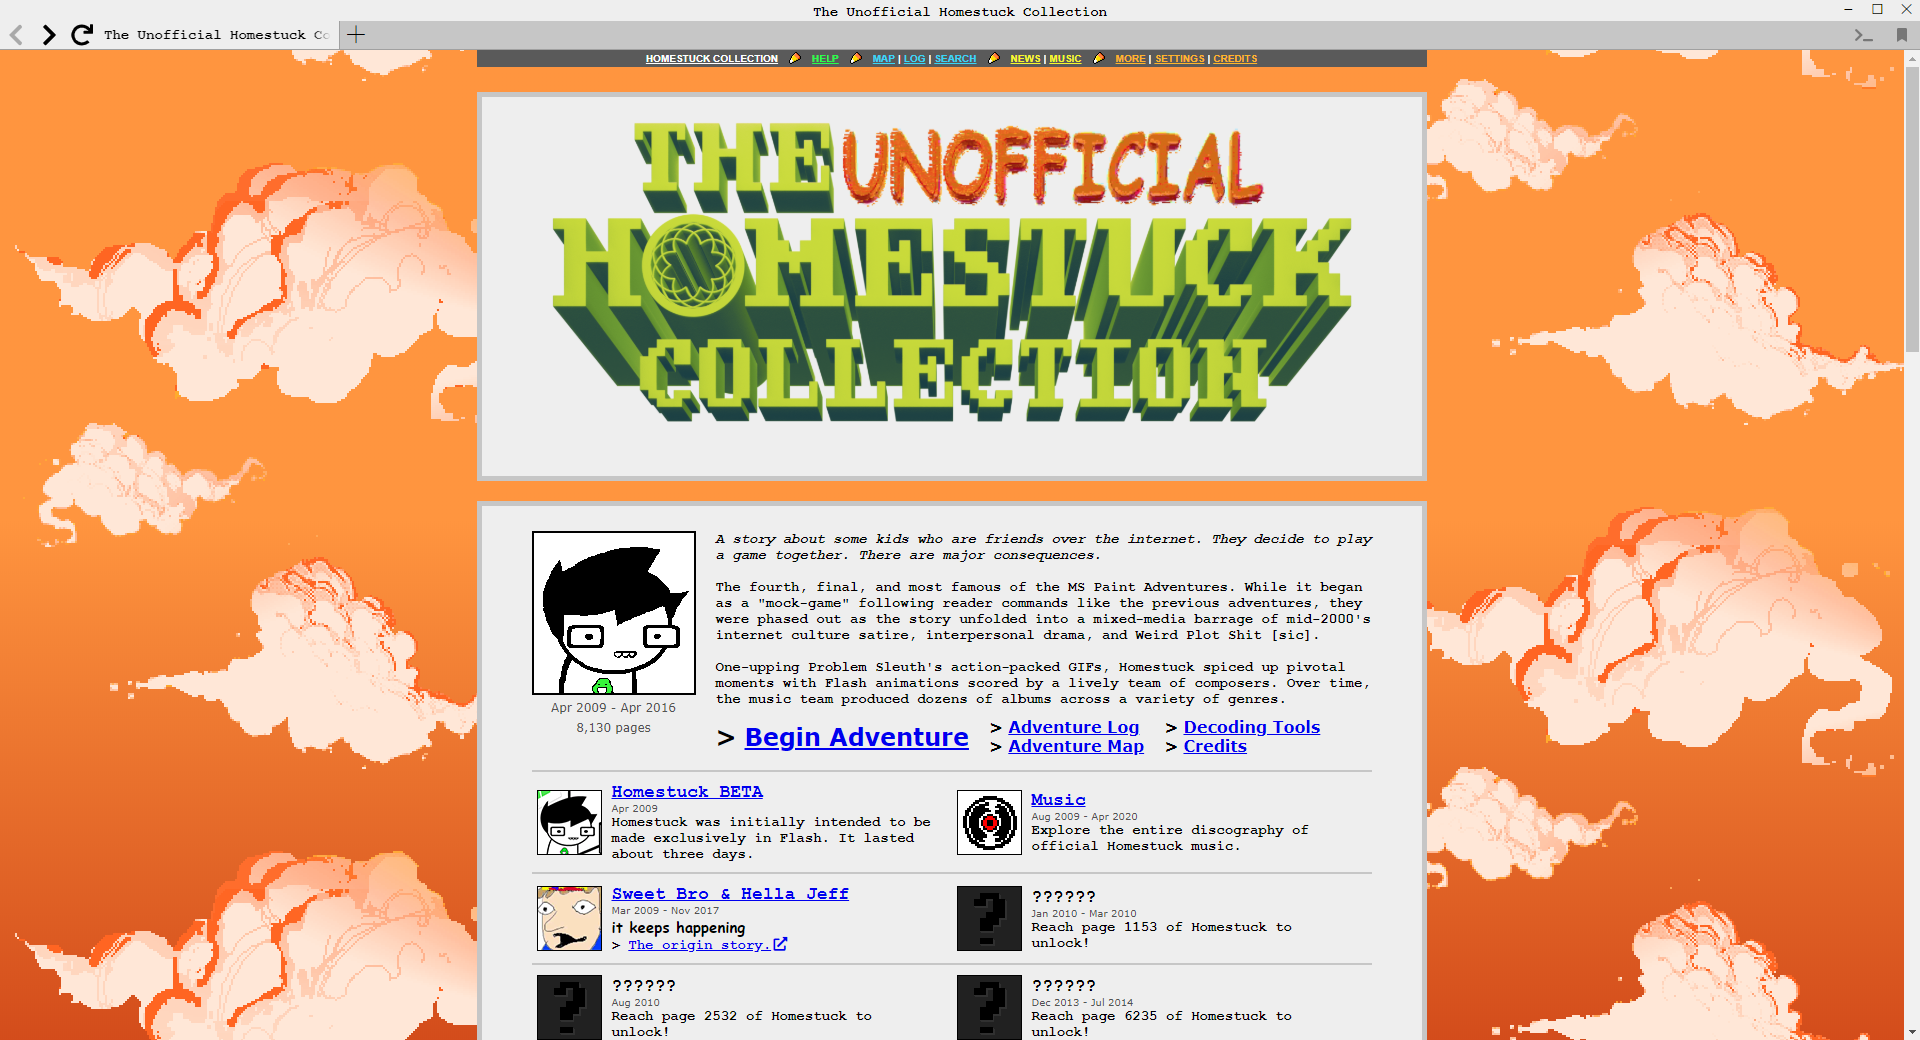 The Unofficial Homestuck Collection
The Unofficial Homestuck Co
HOMESTUCK COLLECTION HELP MAP | LOG | SEARCH NEWS | MUSIC MORE | SETTINGS | CREDITS
THE UNOFFICIAL
HOMESTUCK
COLLECTION
A story about some kids who are friends over the internet. They decide to play
a game together. There are major consequences.
The fourth, final, and most famous of the MS Paint Adventures. While it began
as a "mock-game" following reader commands like the previous adventures, they
were phased out as the story unfolded into a mixed-media barrage of mid-2000's
internet culture satire, interpersonal drama, and Weird Plot Shit [sic].
One-upping Problem Sleuth's action-packed GIFs, Homestuck spiced up pivotal
moments with Flash animations scored by a lively team of composers. Over time,
the music team produced dozens of albums across a variety of genres.
Apr 2009 - Apr 2016
8,130 pages
> Begin Adventure
> Adventure Log
> Adventure Map
> Decoding Tools
> Credits
Homestuck BETA
Apr 2009
Homestuck was initially intended to be
made exclusively in Flash. It lasted
about three days.
Music
Aug 2009 - Apr 2020
Explore the entire discography of
official Homestuck music.
Sweet Bro & Hella Jeff
Mar 2009 - Nov 2017
it keeps happening
> The origin story.
??????
Jan 2010 - Mar 2010
Reach page 1153 of Homestuck to
unlock!
??????
Aug 2010
Reach page 2532 of Homestuck to
unlock!
??????
Dec 2013 - Jul 2014
Reach page 6235 of Homestuck to
unlock!